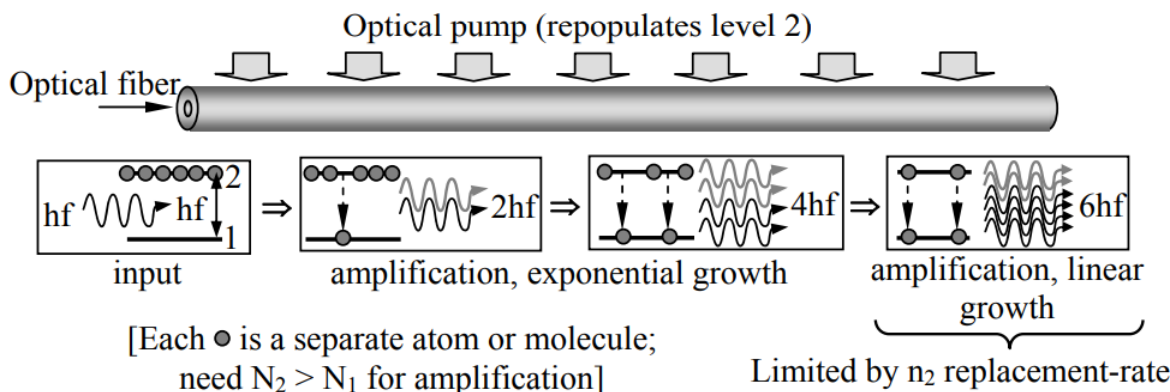 Optical pump (repopulates level 2)
Optical fiber
hf hf 2 1 ⇒ 2hf ⇒ 4hf ⇒ 6hf
input
amplification, exponential growth
amplification, linear
growth
[Each is a separate atom or molecule;
need N₂ > N₁ for amplification]
Limited by n₂ replacement-rate